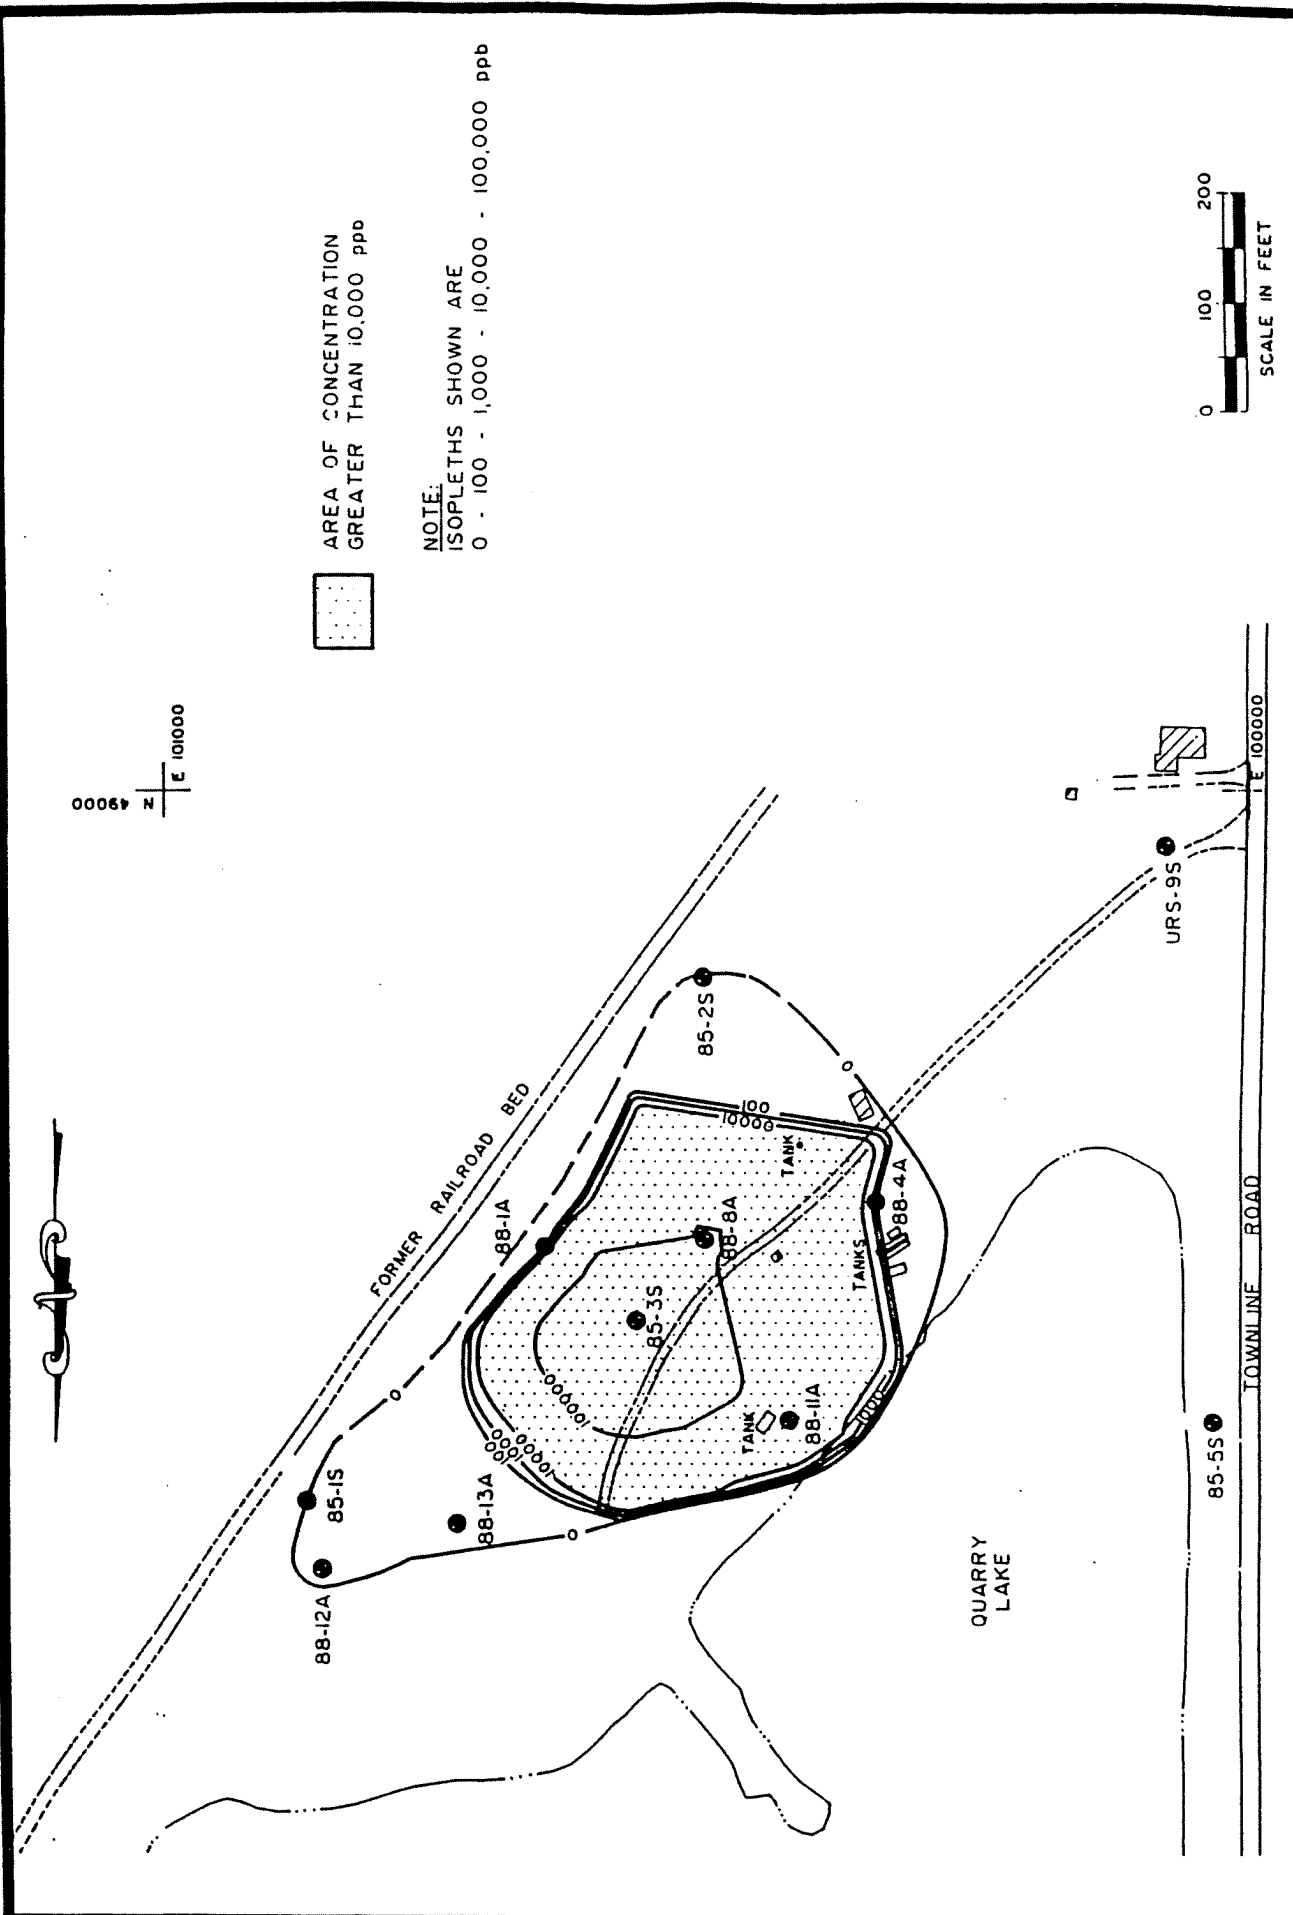 AREA OF CONCENTRATION
GREATER THAN 10,000 ppb
NOTE:
ISOPLETHS SHOWN ARE
0 - 100 - 1,000 - 10,000 - 100,000 ppb
N 49000
E 101000
FORMER RAILROAD BED
88-12A
85-1S
88-13A
88-1A
85-2S
85-3S
88-8A
88-11A
88-4A
TANK
TANKS
TANK
0
0
0
100
10000
100000
100
1000
10000
1000
URS-9S
85-5S
QUARRY
LAKE
TOWNLINE ROAD
E 100000
0 100 200
SCALE IN FEET